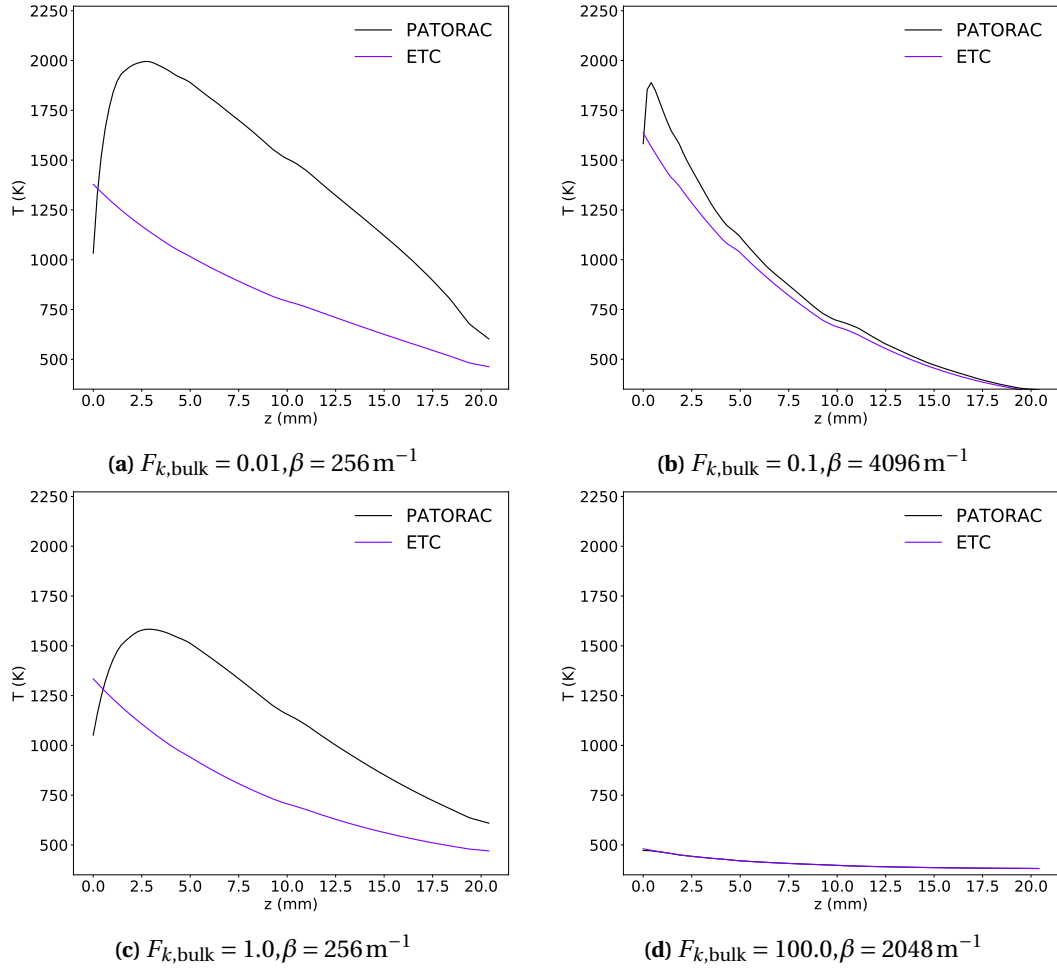 2250
2000
1750
1500
1250
1000
750
500
T (K)
PATORAC
ETC
0.0 2.5 5.0 7.5 10.0 12.5 15.0 17.5 20.0
z (mm)
(a) F_{k,bulk} = 0.01, β = 256 m⁻¹
2250
2000
1750
1500
1250
1000
750
500
T (K)
PATORAC
ETC
0.0 2.5 5.0 7.5 10.0 12.5 15.0 17.5 20.0
z (mm)
(b) F_{k,bulk} = 0.1, β = 4096 m⁻¹
2250
2000
1750
1500
1250
1000
750
500
T (K)
PATORAC
ETC
0.0 2.5 5.0 7.5 10.0 12.5 15.0 17.5 20.0
z (mm)
(c) F_{k,bulk} = 1.0, β = 256 m⁻¹
2250
2000
1750
1500
1250
1000
750
500
T (K)
PATORAC
ETC
0.0 2.5 5.0 7.5 10.0 12.5 15.0 17.5 20.0
z (mm)
(d) F_{k,bulk} = 100.0, β = 2048 m⁻¹